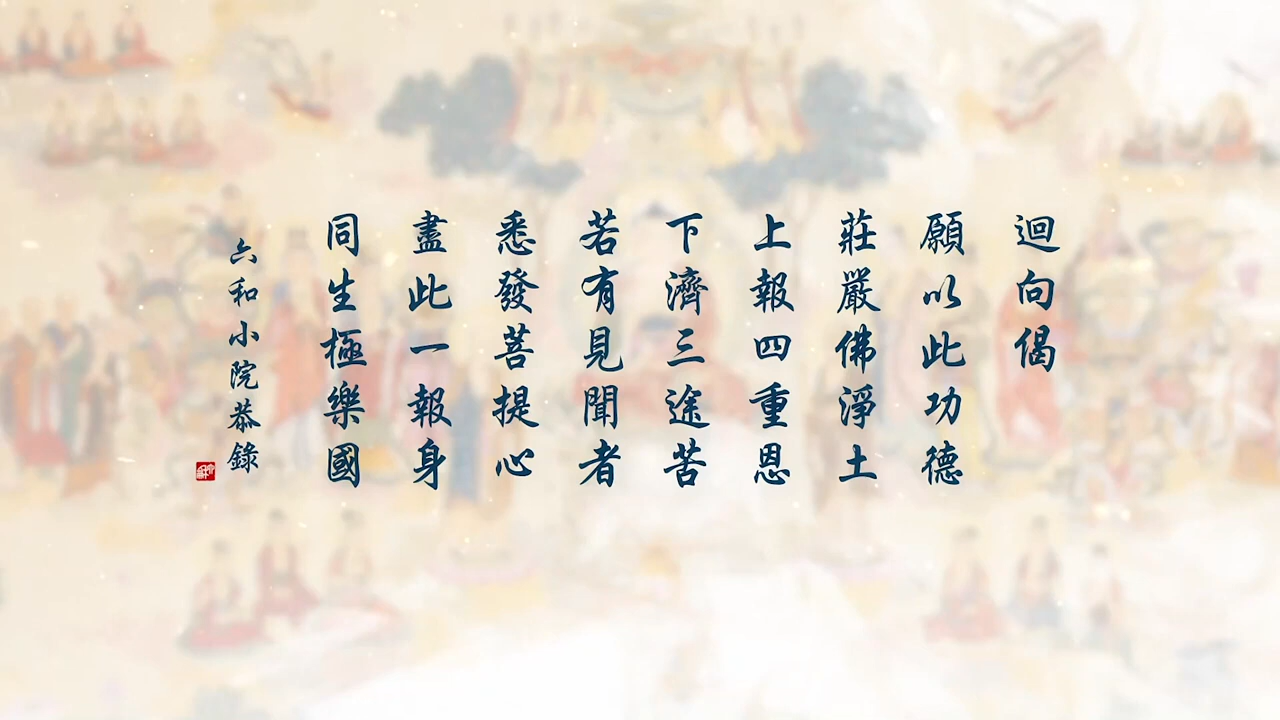 迴向偈
願以此功德
莊嚴佛淨土
上報四重恩
下濟三途苦
若有見聞者
悉發菩提心
盡此一報身
同生極樂國
六和小院恭錄